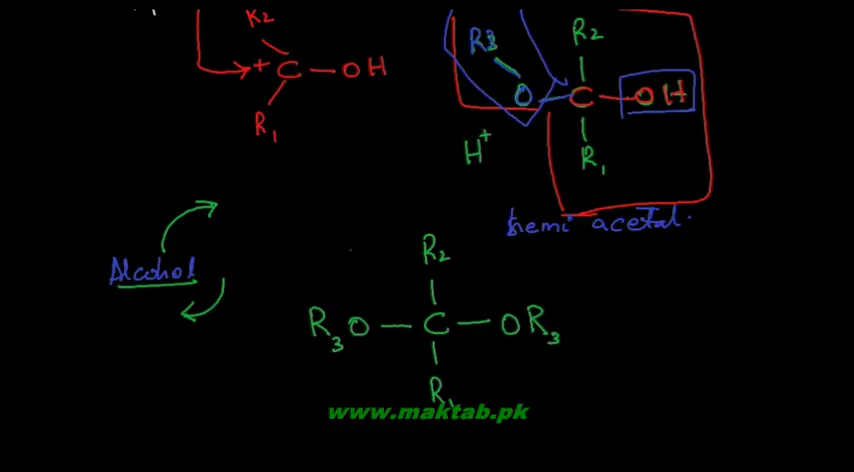 R2
+ C — OH
R1
R2
R3
O — C — OH
H+
R1
hemi acetal.
Alcohol
R2
R3O — C — OR3
R1
www.maktab.pk